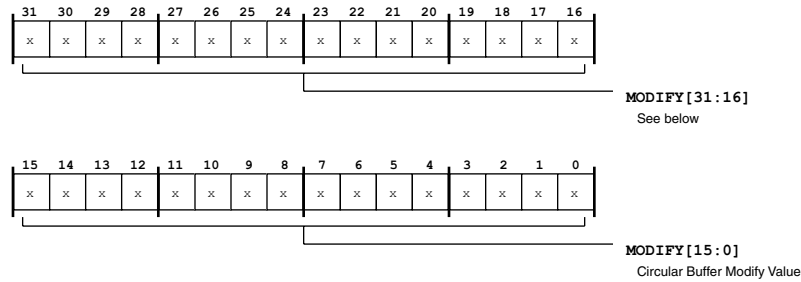 31 30 29 28 27 26 25 24 23 22 21 20 19 18 17 16
x x x x x x x x x x x x x x x x
MODIFY[31:16]
See below
15 14 13 12 11 10 9 8 7 6 5 4 3 2 1 0
x x x x x x x x x x x x x x x x
MODIFY[15:0]
Circular Buffer Modify Value